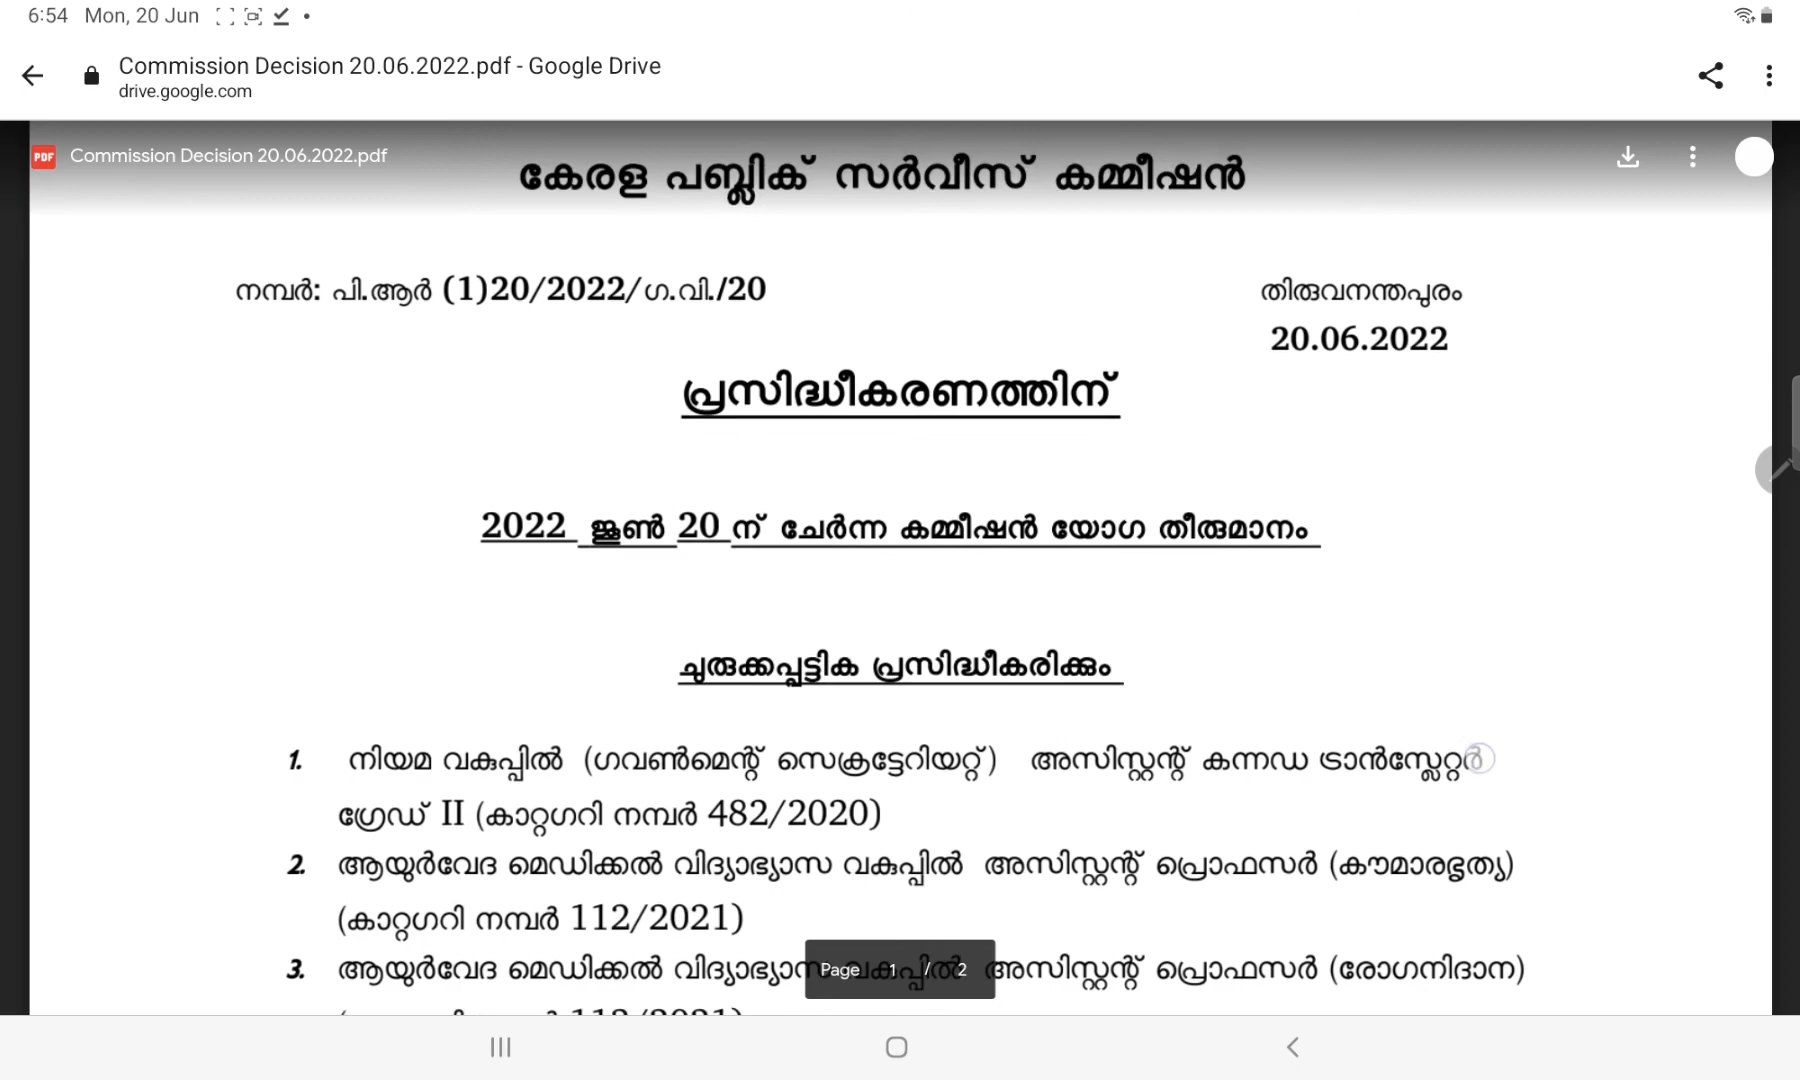 6:54 Mon, 20 Jun
Commission Decision 20.06.2022.pdf - Google Drive
drive.google.com
PDF Commission Decision 20.06.2022.pdf
കേരള പബ്ലിക് സർവീസ് കമ്മീഷൻ
നമ്പർ: പി.ആർ (1)20/2022/ഗ.വി./20 തിരുവനന്തപുരം
20.06.2022
പ്രസിദ്ധീകരണത്തിന്
2022 ജൂൺ 20 ന് ചേർന്ന കമ്മീഷൻ യോഗ തീരുമാനം
ചുരുക്കപ്പട്ടിക പ്രസിദ്ധീകരിക്കും
1. നിയമ വകുപ്പിൽ (ഗവൺമെന്റ് സെക്രട്ടേറിയറ്റ്) അസിസ്റ്റന്റ് കന്നഡ ട്രാൻസ്ലേറ്റർ
ഗ്രേഡ് II (കാറ്റഗറി നമ്പർ 482/2020)
2. ആയുർവേദ മെഡിക്കൽ വിദ്യാഭ്യാസ വകുപ്പിൽ അസിസ്റ്റന്റ് പ്രൊഫസർ (കൗമാരഭൃത്യ)
(കാറ്റഗറി നമ്പർ 112/2021)
3. ആയുർവേദ മെഡിക്കൽ വിദ്യാഭ്യാസ വകുപ്പിൽ അസിസ്റ്റന്റ് പ്രൊഫസർ (രോഗനിദാന)
Page 1 / 2